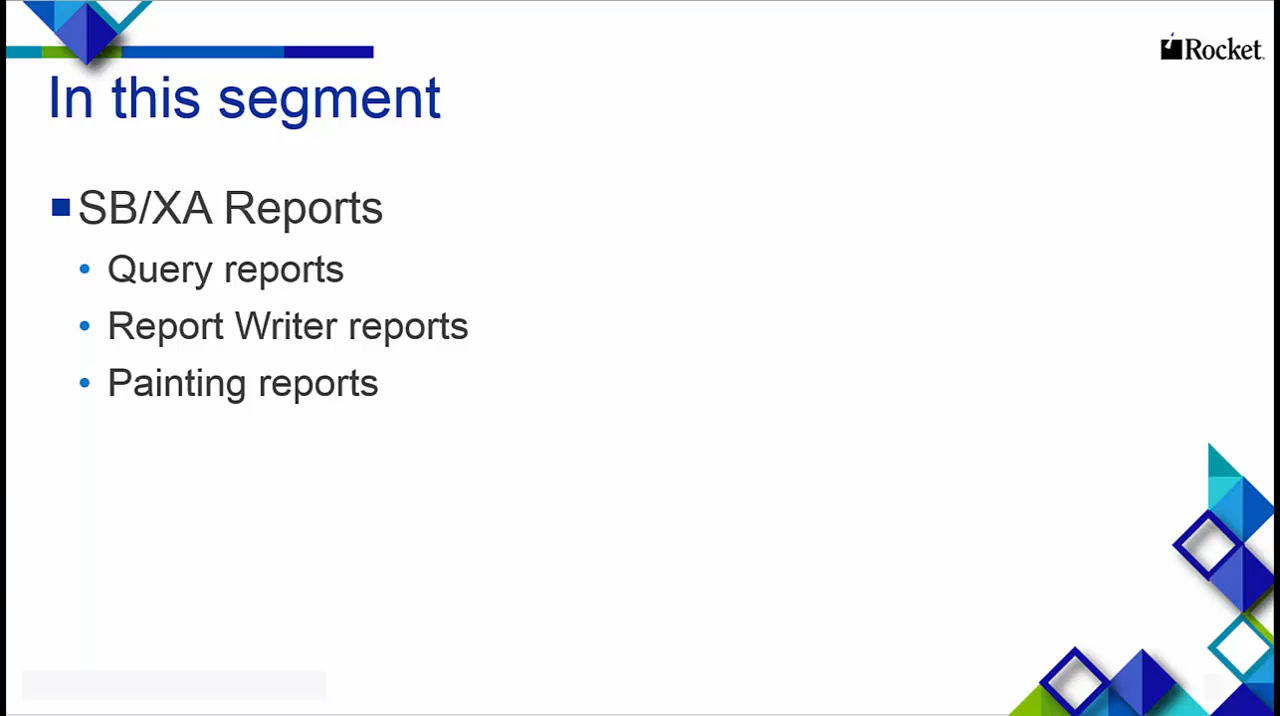 Rocket
In this segment
SB/XA Reports
Query reports
Report Writer reports
Painting reports